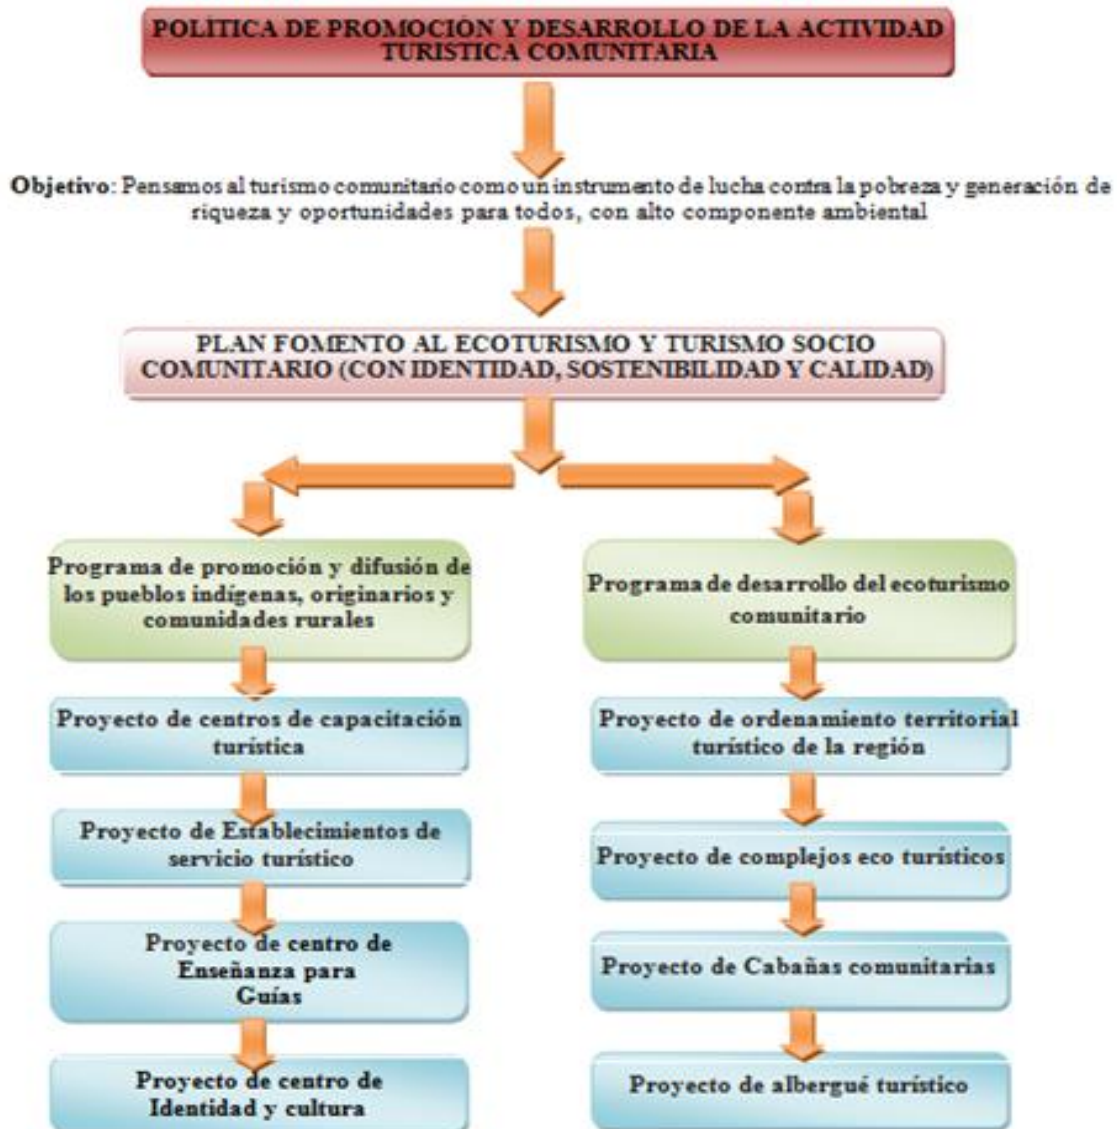 POLÍTICA DE PROMOCIÓN Y DESARROLLO DE LA ACTIVIDAD
TURISTICA COMUNITARIA
Objetivo: Pensamos al turismo comunitario como un instrumento de lucha contra la pobreza y generación de
riqueza y oportunidades para todos, con alto componente ambiental
PLAN FOMENTO AL ECOTURISMO Y TURISMO SOCIO
COMUNITARIO (CON IDENTIDAD, SOSTENIBILIDAD Y CALIDAD)
Programa de promoción y difusión de
los pueblos indígenas, originarios y
comunidades rurales
Proyecto de centros de capacitación
turística
Proyecto de Establecimientos de
servicio turístico
Proyecto de centro de
Enseñanza para
Guías
Proyecto de centro de
Identidad y cultura
Programa de desarrollo del ecoturismo
comunitario
Proyecto de ordenamiento territorial
turístico de la región
Proyecto de complejos eco turísticos
Proyecto de Cabañas comunitarias
Proyecto de albergué turístico